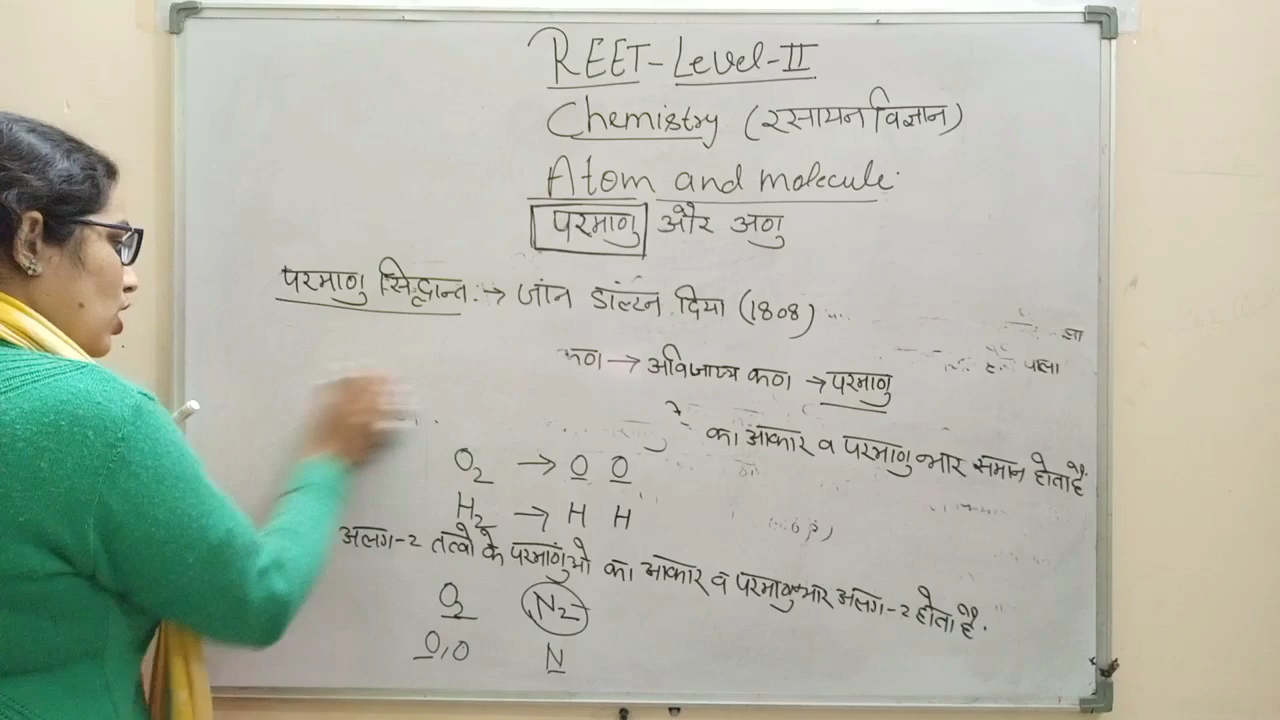 REET-Level-II
Chemistry (रसायन विज्ञान)
Atom and molecule.
परमाणु और अणु
परमाणु सिद्धान्त. → जॉन डॉल्टन दिया (1808)
कण → अविभाज्य कण → परमाणु
का आकार व परमाणुभार समान होता है
O2 → O O
H2 → H H
अलग-2 तत्वो के परमाणुंओ का आकार व परमाणुभार अलग-2 होता है.
O2 N2
O,O N